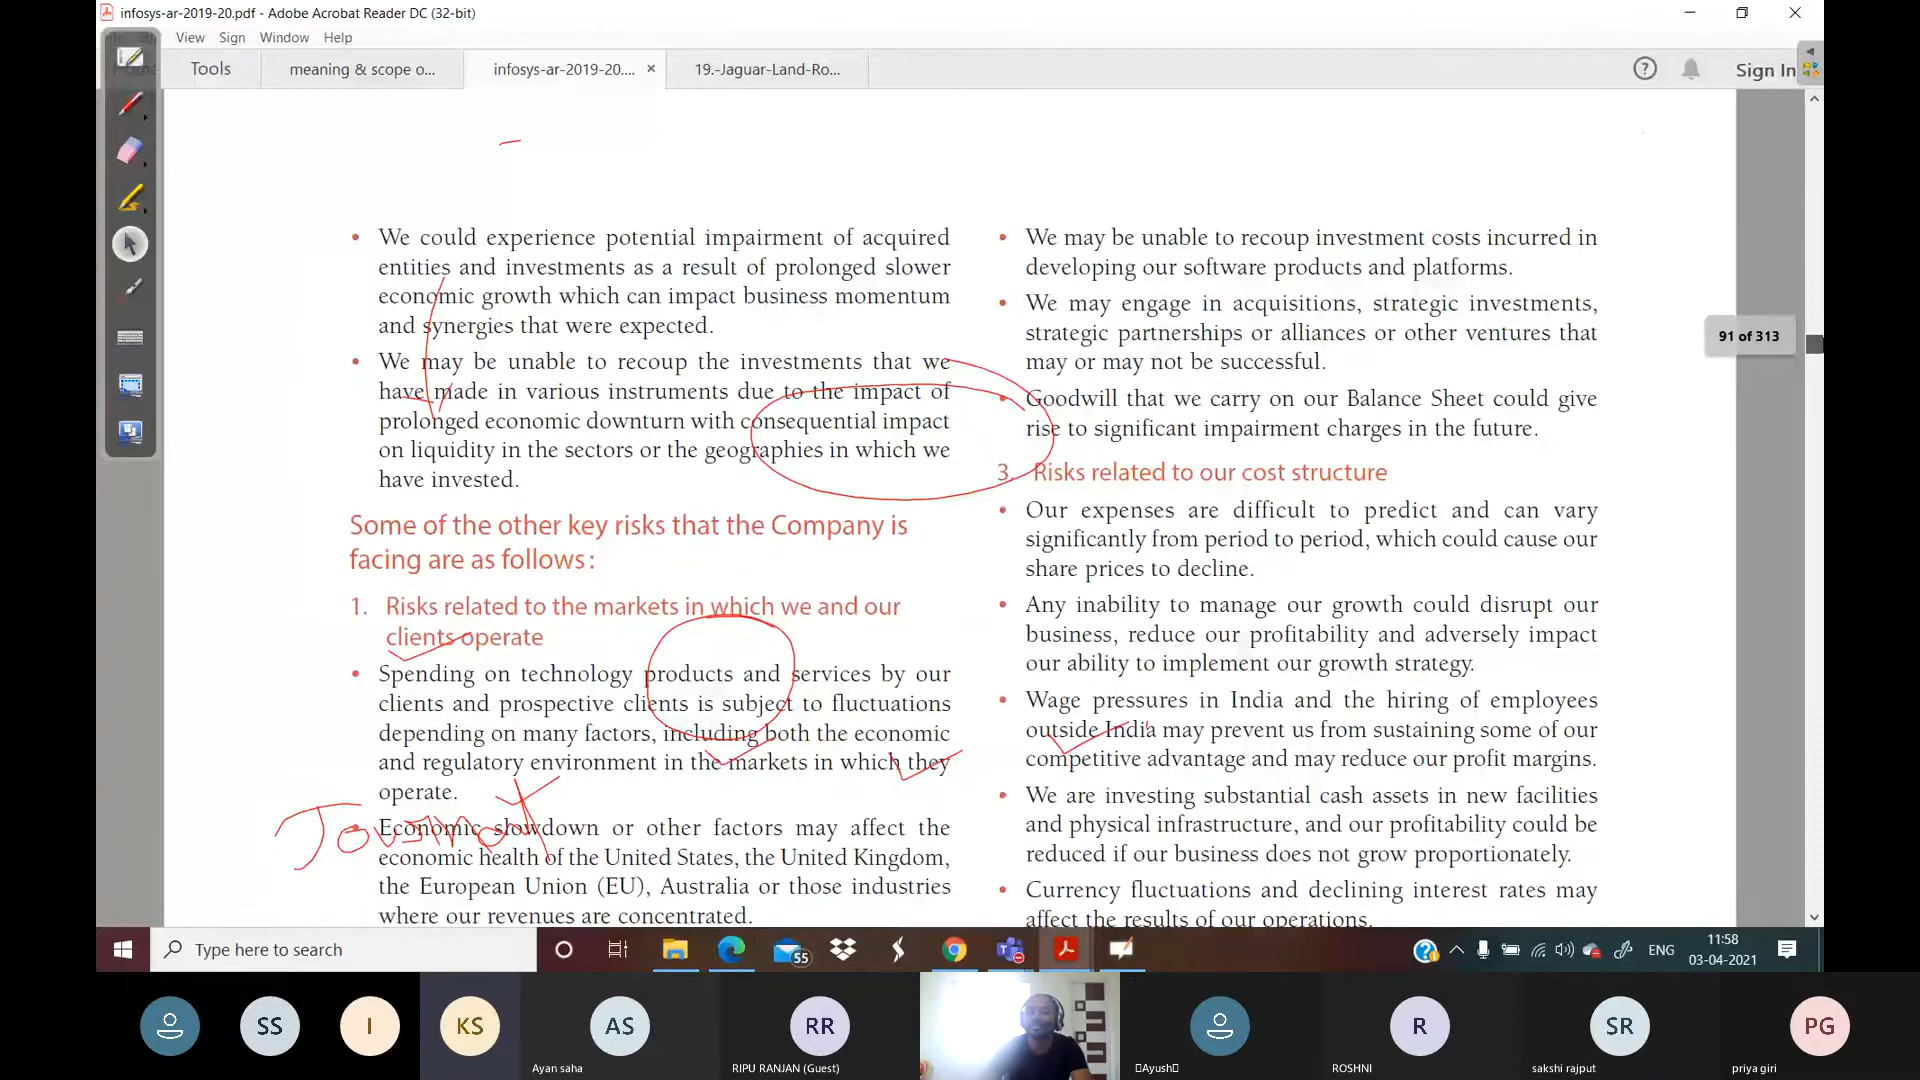 infosys-ar-2019-20.pdf - Adobe Acrobat Reader DC (32-bit)
View Sign Window Help
Tools
meaning & scope o...
infosys-ar-2019-20....
19.-Jaguar-Land-Ro...
Sign In
• We could experience potential impairment of acquired
entities and investments as a result of prolonged slower
economic growth which can impact business momentum
and synergies that were expected.
• We may be unable to recoup the investments that we
have made in various instruments due to the impact of
prolonged economic downturn with consequential impact
on liquidity in the sectors or the geographies in which we
have invested.
Some of the other key risks that the Company is
facing are as follows:
1. Risks related to the markets in which we and our
clients operate
• Spending on technology products and services by our
clients and prospective clients is subject to fluctuations
depending on many factors, including both the economic
and regulatory environment in the markets in which they
operate.
Economic slowdown or other factors may affect the
economic health of the United States, the United Kingdom,
the European Union (EU), Australia or those industries
where our revenues are concentrated.
• We may be unable to recoup investment costs incurred in
developing our software products and platforms.
• We may engage in acquisitions, strategic investments,
strategic partnerships or alliances or other ventures that
may or may not be successful.
• Goodwill that we carry on our Balance Sheet could give
rise to significant impairment charges in the future.
3. Risks related to our cost structure
• Our expenses are difficult to predict and can vary
significantly from period to period, which could cause our
share prices to decline.
• Any inability to manage our growth could disrupt our
business, reduce our profitability and adversely impact
our ability to implement our growth strategy.
• Wage pressures in India and the hiring of employees
outside India may prevent us from sustaining some of our
competitive advantage and may reduce our profit margins.
• We are investing substantial cash assets in new facilities
and physical infrastructure, and our profitability could be
reduced if our business does not grow proportionately.
• Currency fluctuations and declining interest rates may
affect the results of our operations.
91 of 313
Type here to search
55
ENG
11:58
03-04-2021
SS
I
KS
AS
RR
R
SR
PG
Ayan saha
RIPU RANJAN (Guest)
Ayush
ROSHNI
sakshi rajput
priya giri